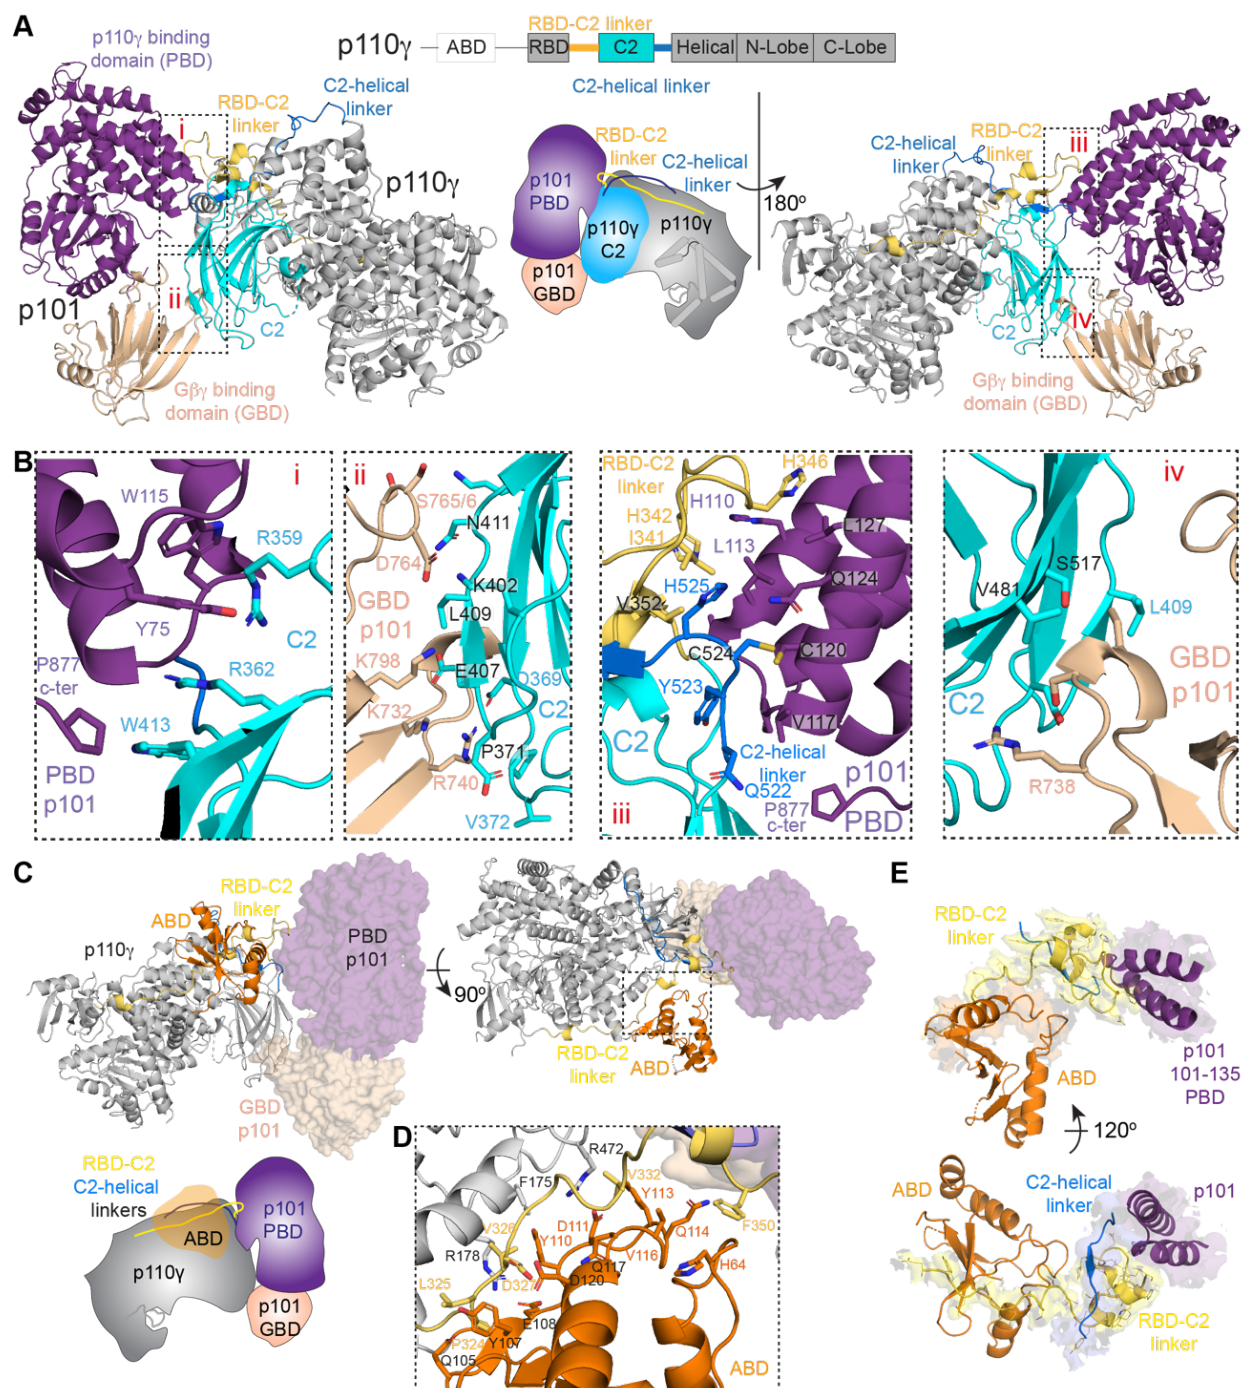 A
p110γ binding
domain (PBD)
RBD-C2
linker
C2-helical
linker
i
p110γ
p101
ii
C2
Gβγ binding
domain (GBD)
RBD-C2 linker
p110γ
ABD
RBD
C2
Helical
N-Lobe
C-Lobe
C2-helical linker
RBD-C2
linker
C2-helical
linker
p101
PBD
p110γ
C2
p110γ
p101
GBD
180º
RBD-C2
linker
C2-helical
linker
iii
iv
C2
Gβγ binding
domain (GBD)
B
i
W115
R359
C2
Y75
P877
c-ter
R362
W413
PBD
p101
ii
S765/6
N411
D764
K402
GBD
p101
L409
K798
E407
D369
K732
C2
P371
R740
V372
RBD-C2
linker
H346
H110
H342
L127
I341
L113
H525
Q124
V352
C524
C120
Y523
V117
C2
C2-helical
linker
p101
Q522
iii
P877
c-ter
PBD
iv
S517
V481
L409
GBD
p101
C2
R738
C
RBD-C2
linker
ABD
p110γ
PBD
p101
GBD
p101
90º
RBD-C2
linker
ABD
RBD-C2
C2-helical
linkers
ABD
p101
PBD
p110γ
p101
GBD
D
R472
F175
V332
Y113
V326
D111
Y110
Q114
F350
R178
V116
Q117
H64
L325
D327
D120
E108
P324
Y107
Q105
ABD
E
RBD-C2
linker
p101
101-135
PBD
ABD
120º
ABD
C2-helical
linker
p101
RBD-C2
linker